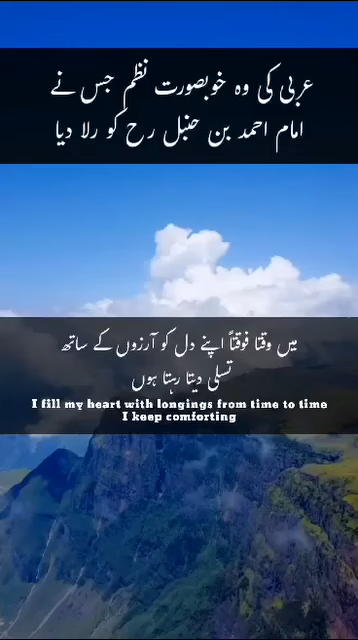 عربی کی وہ خوبصورت نظم جس نے
امام احمد بن حنبل رح کو رلا دیا
میں وقتا فوقتاً اپنے دل کو آرزوں کے ساتھ
تسلی دیتا رہتا ہوں
I fill my heart with longings from time to time
I keep comforting